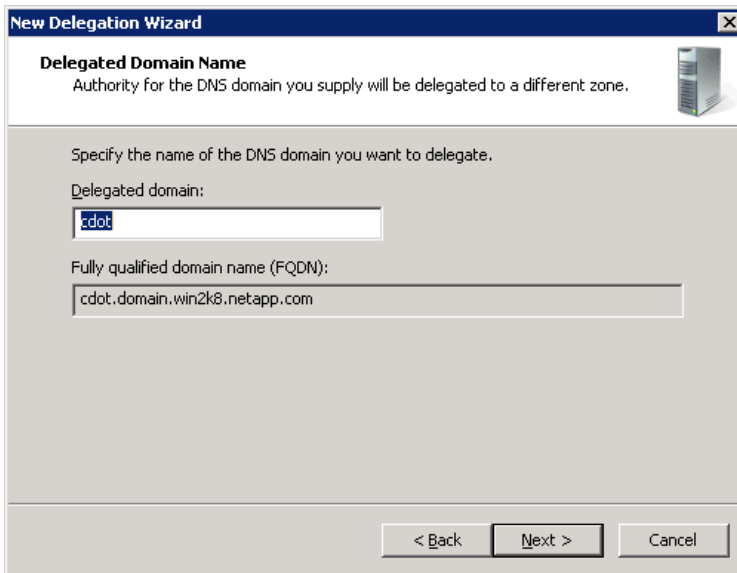 New Delegation Wizard
Delegated Domain Name
Authority for the DNS domain you supply will be delegated to a different zone.
Specify the name of the DNS domain you want to delegate.
Delegated domain:
cdot
Fully qualified domain name (FQDN):
cdot.domain.win2k8.netapp.com
< Back
Next >
Cancel